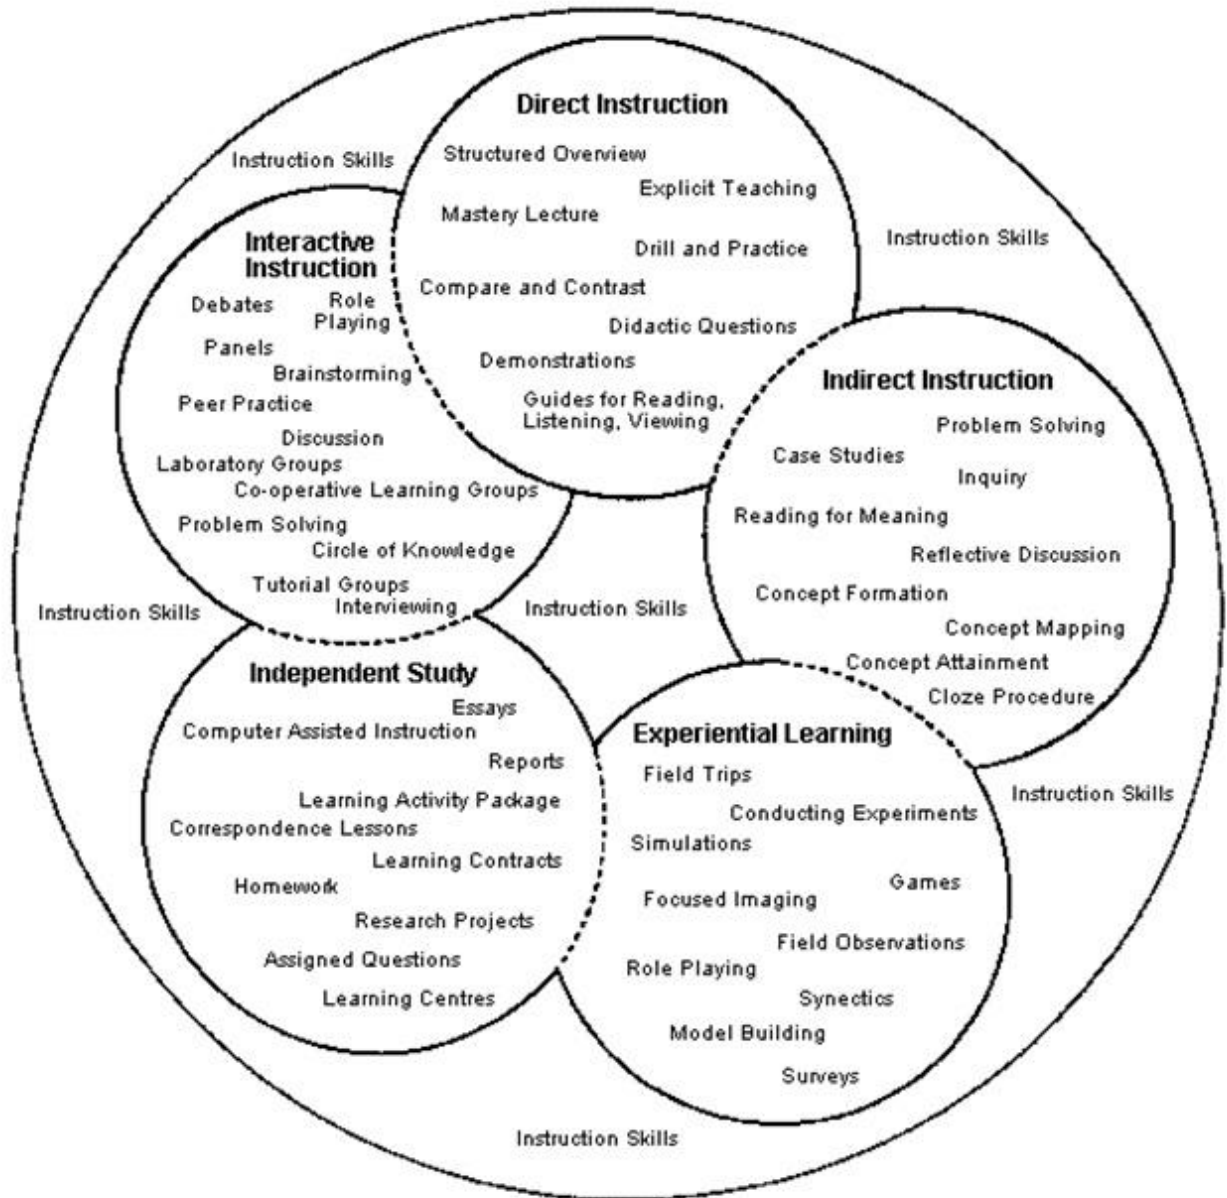 Direct Instruction
Structured Overview
Explicit Teaching
Mastery Lecture
Drill and Practice
Compare and Contrast
Didactic Questions
Demonstrations
Guides for Reading,
Listening, Viewing
Instruction Skills
Instruction Skills
Interactive
Instruction
Debates
Role
Playing
Panels
Brainstorming
Peer Practice
Discussion
Laboratory Groups
Co-operative Learning Groups
Problem Solving
Circle of Knowledge
Tutorial Groups
Interviewing
Indirect Instruction
Problem Solving
Case Studies
Inquiry
Reading for Meaning
Reflective Discussion
Concept Formation
Concept Mapping
Concept Attainment
Cloze Procedure
Instruction Skills
Instruction Skills
Independent Study
Essays
Computer Assisted Instruction
Reports
Learning Activity Package
Correspondence Lessons
Learning Contracts
Homework
Research Projects
Assigned Questions
Learning Centres
Experiential Learning
Field Trips
Conducting Experiments
Simulations
Games
Focused Imaging
Field Observations
Role Playing
Synectics
Model Building
Surveys
Instruction Skills
Instruction Skills